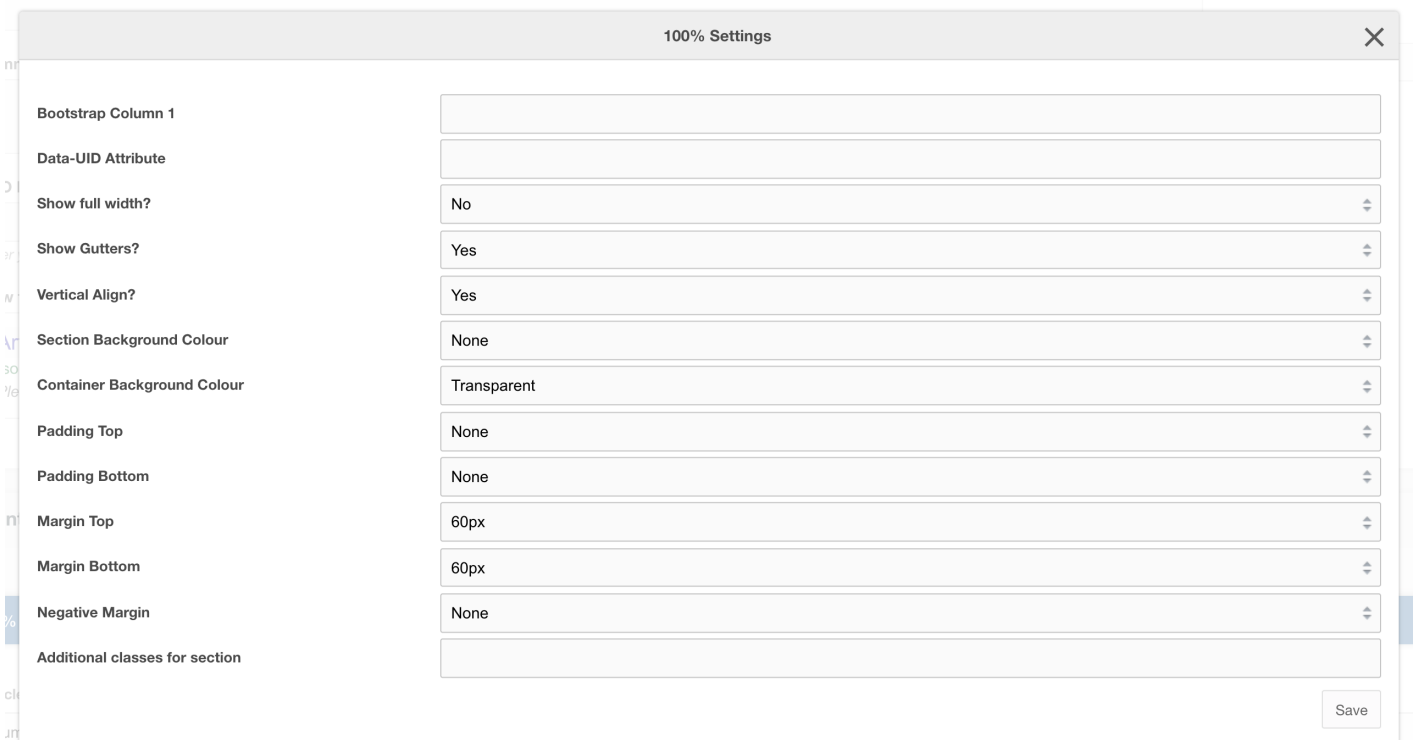 100% Settings
Bootstrap Column 1
Data-UID Attribute
Show full width? No
Show Gutters? Yes
Vertical Align? Yes
Section Background Colour None
Container Background Colour Transparent
Padding Top None
Padding Bottom None
Margin Top 60px
Margin Bottom 60px
Negative Margin None
Additional classes for section
Save